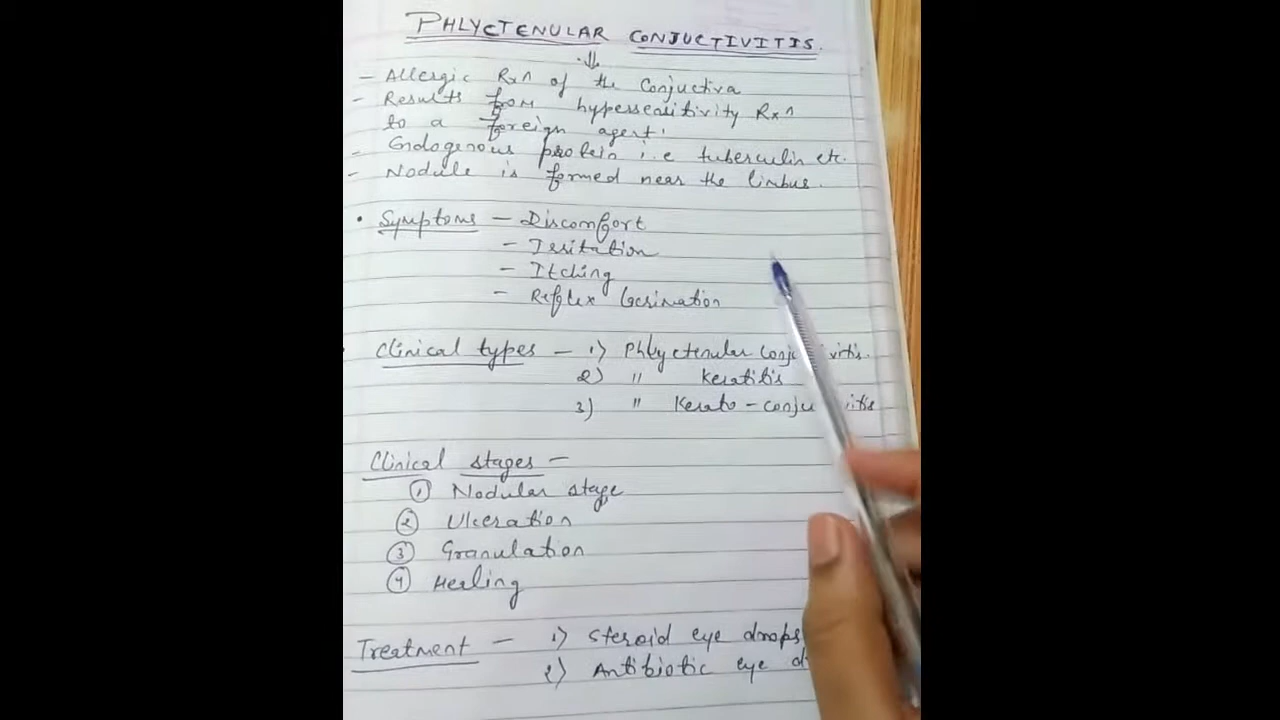 PHLYCTENULAR CONJUCTIVITIS.
⇓
- Allergic Rxn of the Conjuctiva
- Results from hypersensitivity Rxn
to a foreign agent.
- Endogenous protein i.e tuberculin etc.
- Nodule is formed near the limbus.
• Symptoms - Discomfort
- Irritation
- Itching
- Reflex lacrimation
Clinical types - 1) Phlyctenular Conju vitis.
2) " Keratitis
3) " Kerato-conju itis
Clinical stages -
① Nodular stage
② Ulceration
③ Granulation
④ Healing
Treatment - 1) Steroid eye drops
2) Antibiotic eye d